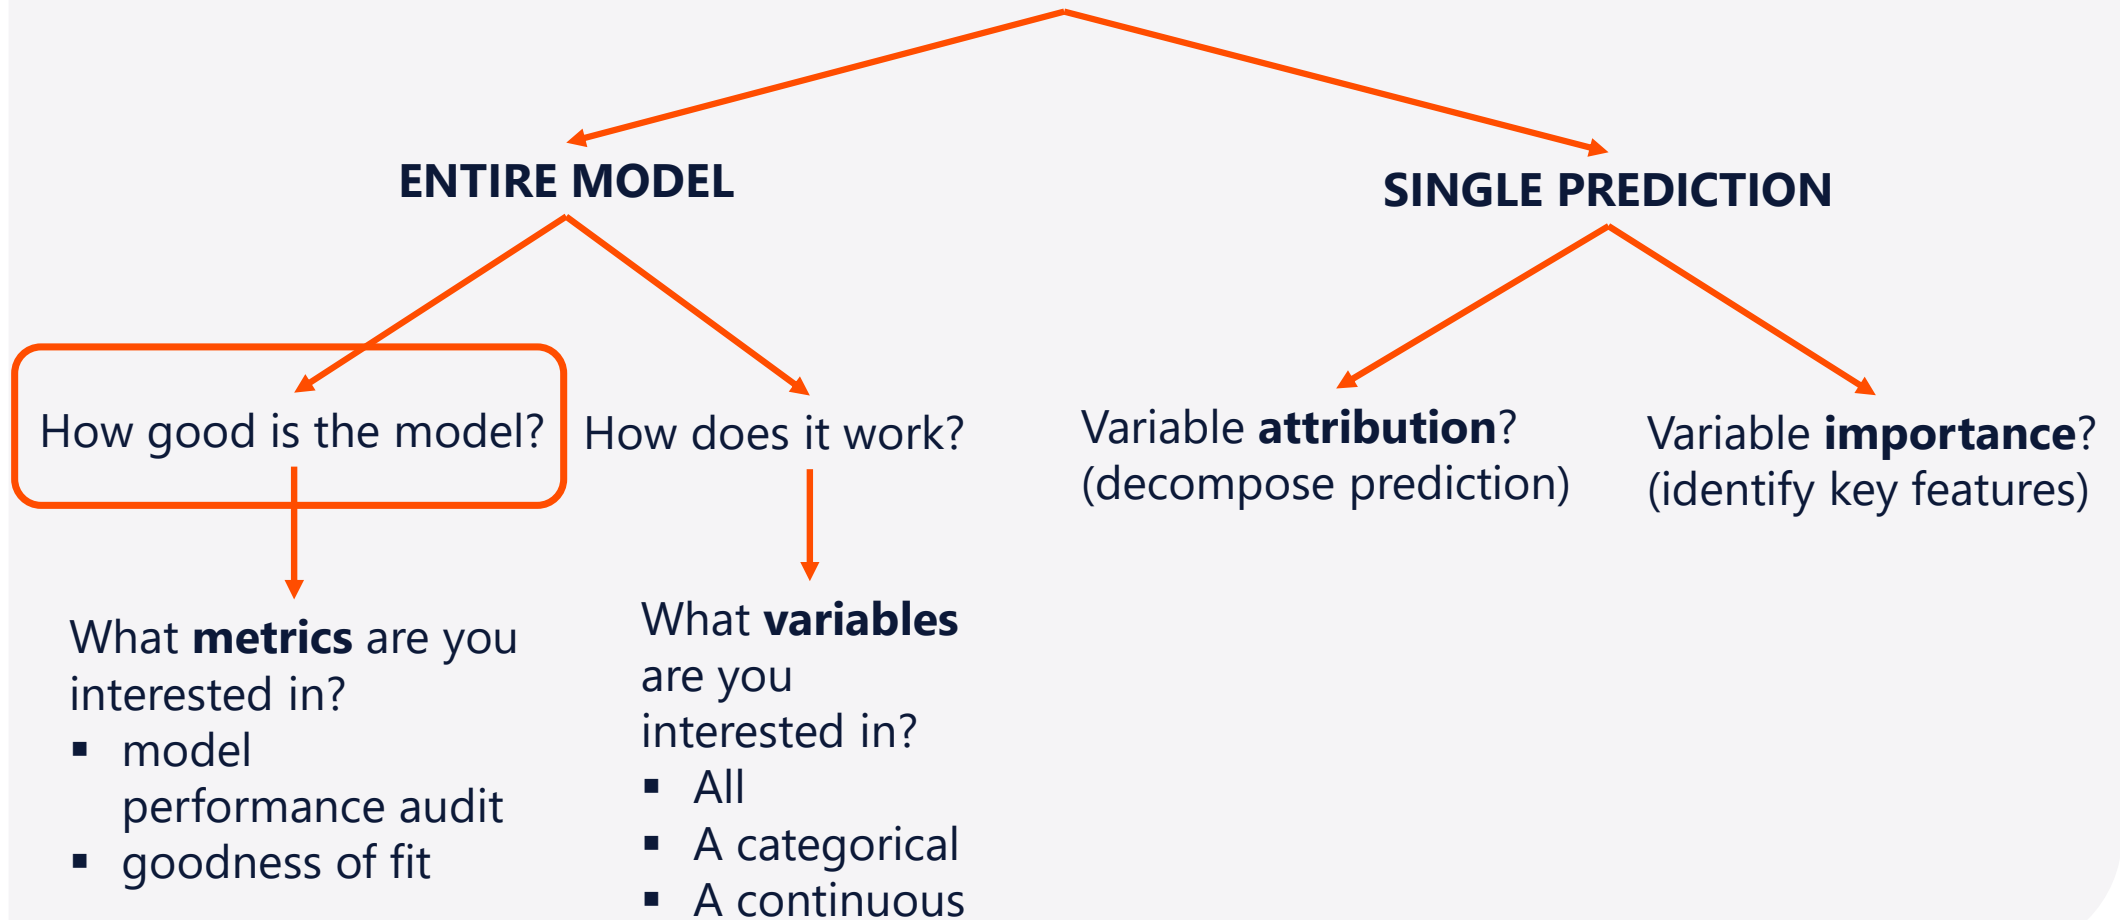 ENTIRE MODEL
SINGLE PREDICTION
How good is the model?
How does it work?
Variable attribution?
(decompose prediction)
Variable importance?
(identify key features)
What metrics are you
interested in?
▪ model
performance audit
▪ goodness of fit
What variables
are you
interested in?
▪ All
▪ A categorical
▪ A continuous